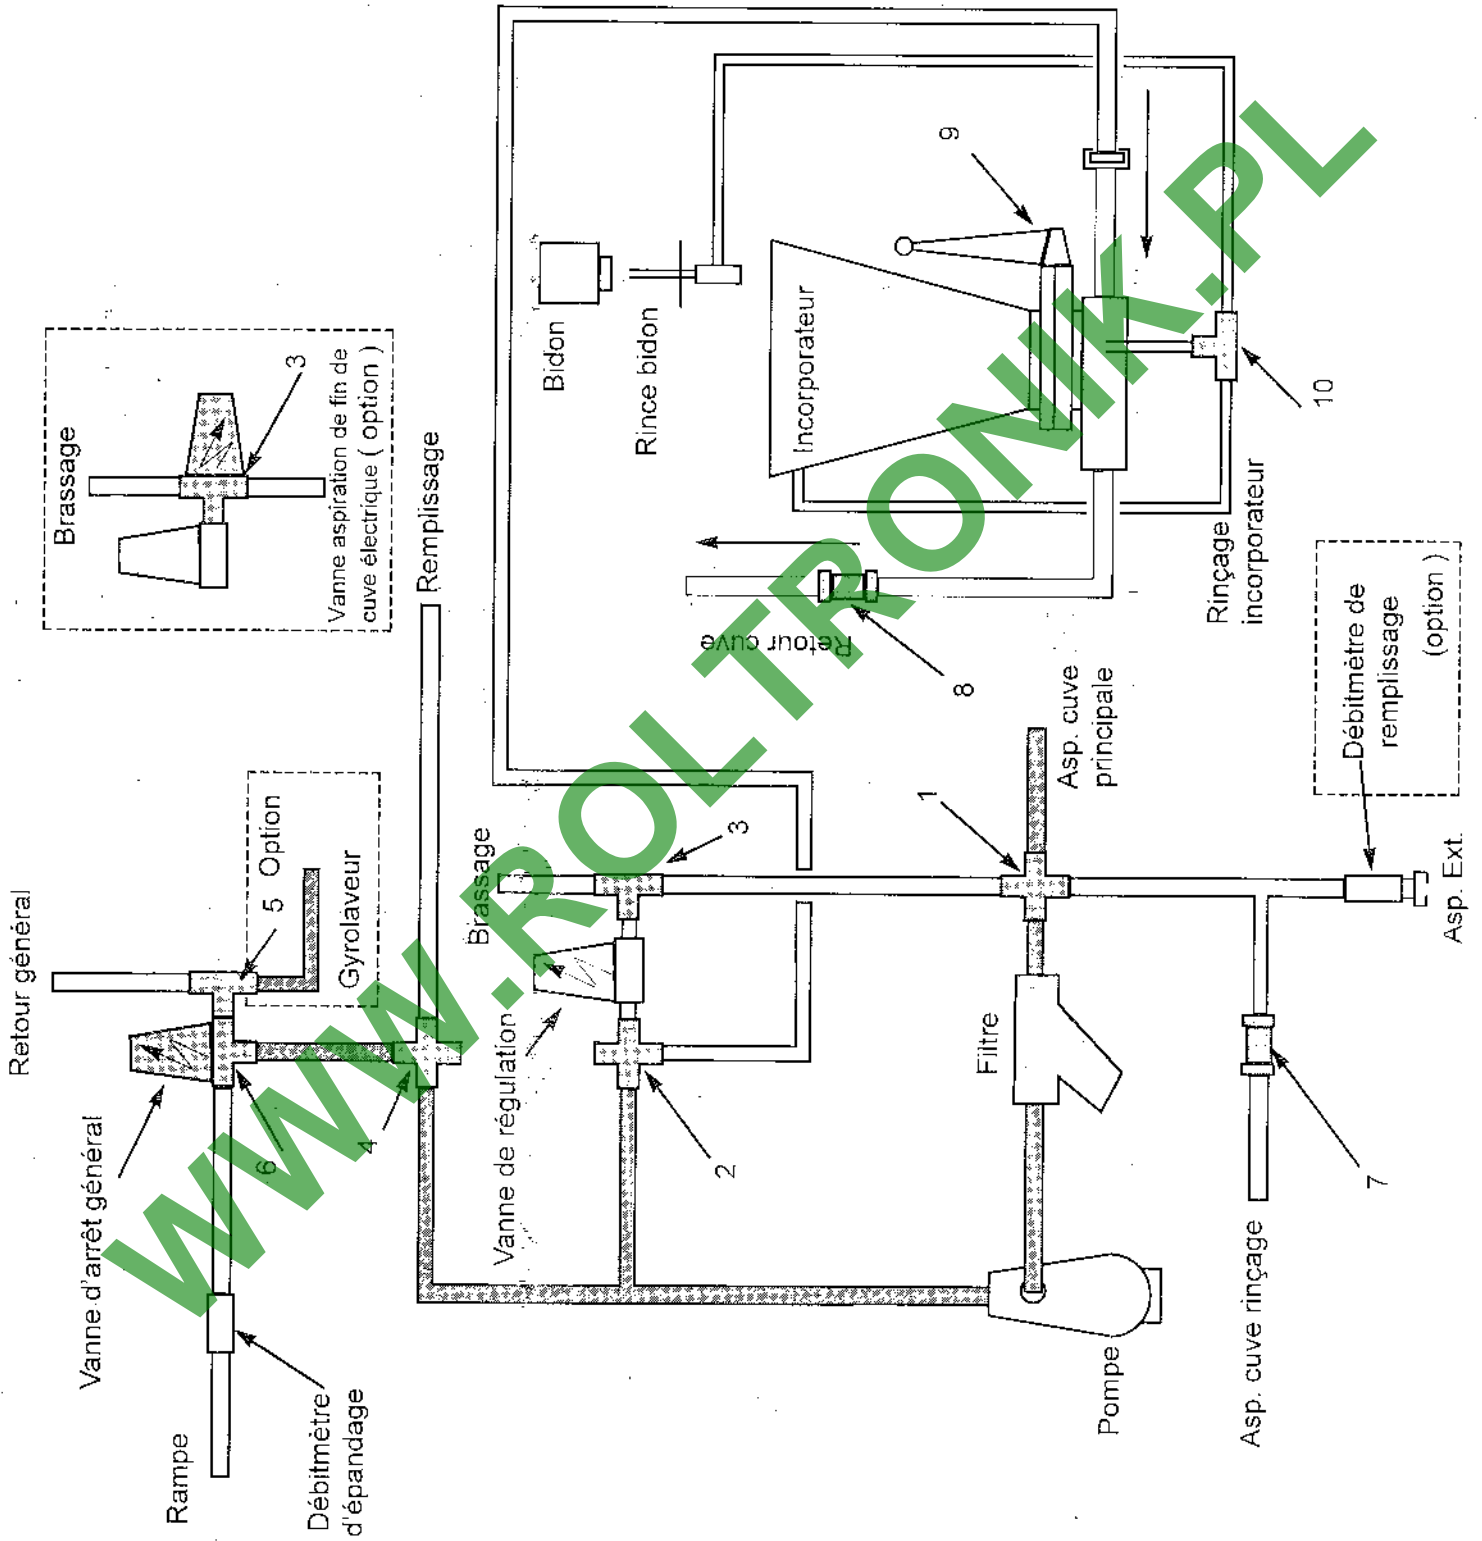 Retour général
Vanne d'arrêt général
Rampe
Débitmètre
d'épandage
6
4
5 Option
Gyrolaveur
Brassage
3
Vanne aspiration de fin de
cuve électrique ( option )
Remplissage
Vanne de régulation
Brassage
3
2
Bidon
Rince bidon
Incorporateur
9
Retour cuve
8
10
Rinçage
incorporateur
Filtre
1
Asp. cuve
principale
Pompe
Asp. cuve rinçage
7
Débitmètre de
remplissage
(option )
Asp. Ext.
WWW.ROLTRONIK.PL